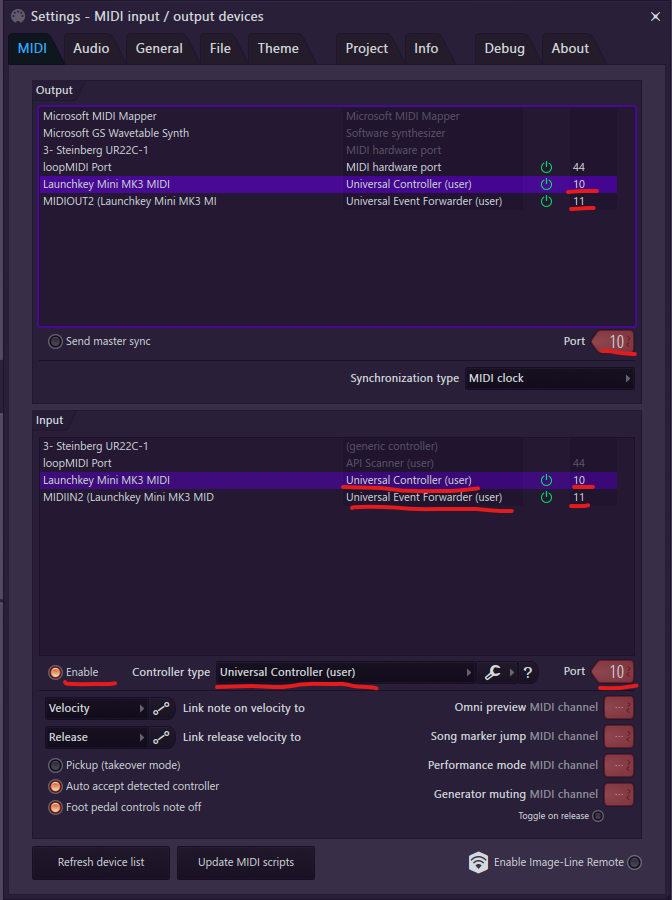 Settings - MIDI input / output devices
MIDI Audio General File Theme Project Info Debug About
Output
Microsoft MIDI Mapper Microsoft MIDI Mapper
Microsoft GS Wavetable Synth Software synthesizer
3- Steinberg UR22C-1 MIDI hardware port
loopMIDI Port MIDI hardware port 44
Launchkey Mini MK3 MIDI Universal Controller (user) 10
MIDIOUT2 (Launchkey Mini MK3 MI Universal Event Forwarder (user) 11
Send master sync Port 10
Synchronization type MIDI clock
Input
3- Steinberg UR22C-1 (generic controller)
loopMIDI Port API Scanner (user) 44
Launchkey Mini MK3 MIDI Universal Controller (user) 10
MIDIIN2 (Launchkey Mini MK3 MID Universal Event Forwarder (user) 11
Enable Controller type Universal Controller (user) ? Port 10
Velocity Link note on velocity to Omni preview MIDI channel ---
Release Link release velocity to Song marker jump MIDI channel ---
Pickup (takeover mode) Performance mode MIDI channel ---
Auto accept detected controller
Foot pedal controls note off Generator muting MIDI channel ---
Toggle on release
Refresh device list Update MIDI scripts Enable Image-Line Remote